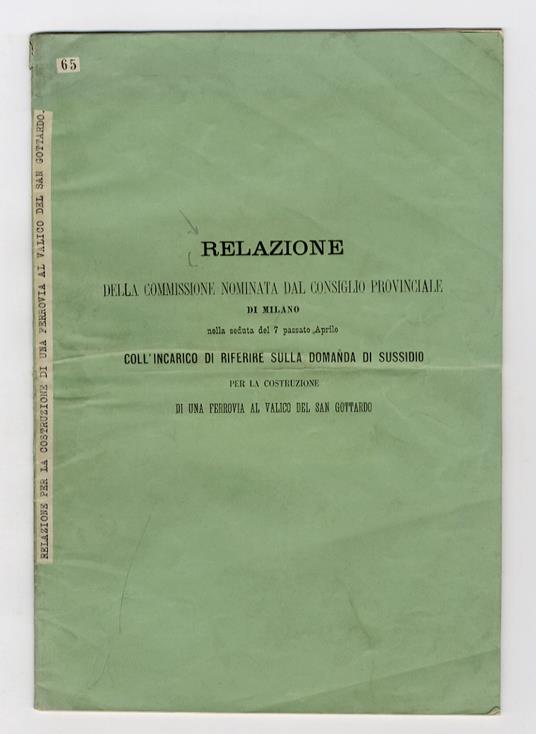 65
RELAZIONE PER LA COSTRUZIONE DI UNA FERROVIA AL VALICO DEL SAN GOTTARDO.
RELAZIONE
DELLA COMMISSIONE NOMINATA DAL CONSIGLIO PROVINCIALE
DI MILANO
nella seduta del 7 passato Aprile
COLL'INCARICO DI RIFERIRE SULLA DOMANDA DI SUSSIDIO
PER LA COSTRUZIONE
DI UNA FERROVIA AL VALICO DEL SAN GOTTARDO